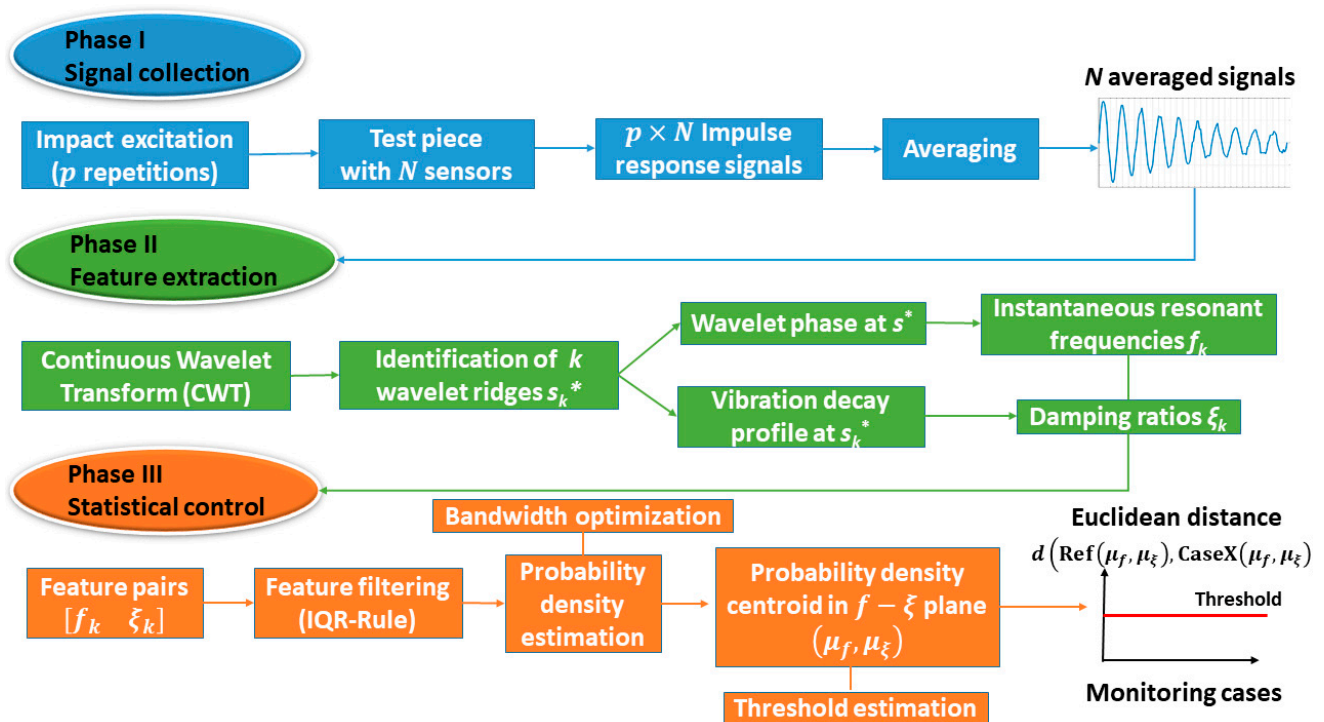 Phase I
Signal collection
N averaged signals
Impact excitation
(p repetitions)
Test piece
with N sensors
p × N Impulse
response signals
Averaging
Phase II
Feature extraction
Continuous Wavelet
Transform (CWT)
Identification of k
wavelet ridges s_k*
Wavelet phase at s*
Instantaneous resonant
frequencies f_k
Vibration decay
profile at s_k*
Damping ratios ξ_k
Phase III
Statistical control
Bandwidth optimization
Feature pairs
[f_k ξ_k]
Feature filtering
(IQR-Rule)
Probability
density
estimation
Probability density
centroid in f − ξ plane
(μ_f, μ_ξ)
Threshold estimation
Euclidean distance
d (Ref(μ_f, μ_ξ), CaseX(μ_f, μ_ξ)
Threshold
Monitoring cases